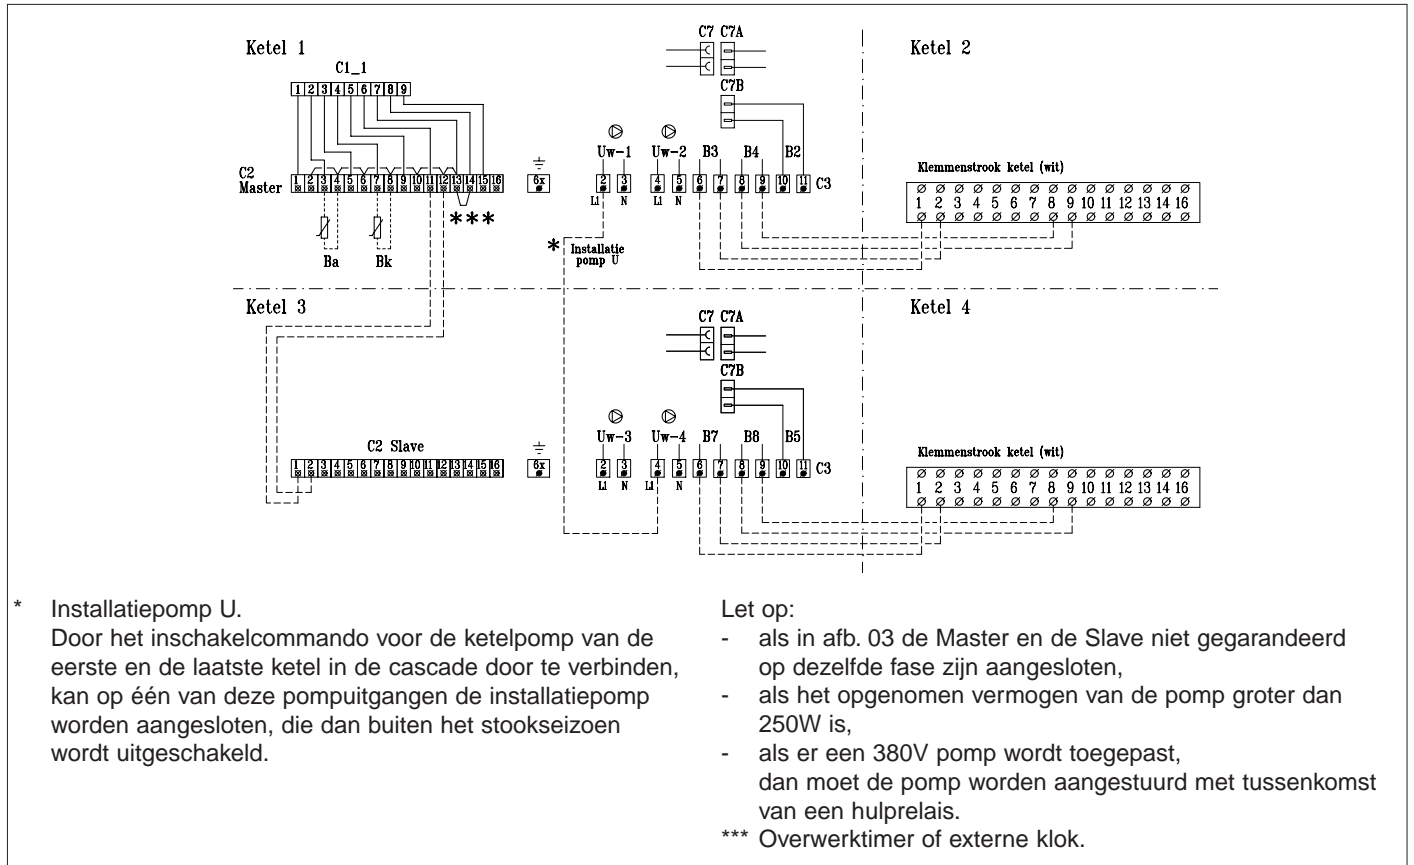 Ketel 1
C7 C7A
Ketel 2
C1_1
1 2 3 4 5 6 7 8 9
C7B
Uw-1 Uw-2 B3 B4 B2
Klemmenstrook ketel (wit)
C2
Master
1 2 3 4 5 6 7 8 9 10 11 12 13 14 15 16
6x
2 3 4 5 6 7 8 9 10 11 C3
L1 N L1 N
1 2 3 4 5 6 7 8 9 10 11 12 13 14 15 16
***
Ba Bk
* Installatie
pomp U
Ketel 3
C7 C7A
Ketel 4
C7B
Uw-3 Uw-4 B7 B8 B5
C2 Slave
Klemmenstrook ketel (wit)
1 2 3 4 5 6 7 8 9 10 11 12 13 14 15 16
6x
2 3 4 5 6 7 8 9 10 11 C3
L1 N L1 N
1 2 3 4 5 6 7 8 9 10 11 12 13 14 15 16
* Installatiepomp U.
Door het inschakelcommando voor de ketelpomp van de
eerste en de laatste ketel in de cascade door te verbinden,
kan op één van deze pompuitgangen de installatiepomp
worden aangesloten, die dan buiten het stookseizoen
wordt uitgeschakeld.
Let op:
- als in afb. 03 de Master en de Slave niet gegarandeerd
op dezelfde fase zijn aangesloten,
- als het opgenomen vermogen van de pomp groter dan
250W is,
- als er een 380V pomp wordt toegepast,
dan moet de pomp worden aangestuurd met tussenkomst
van een hulprelais.
*** Overwerktimer of externe klok.